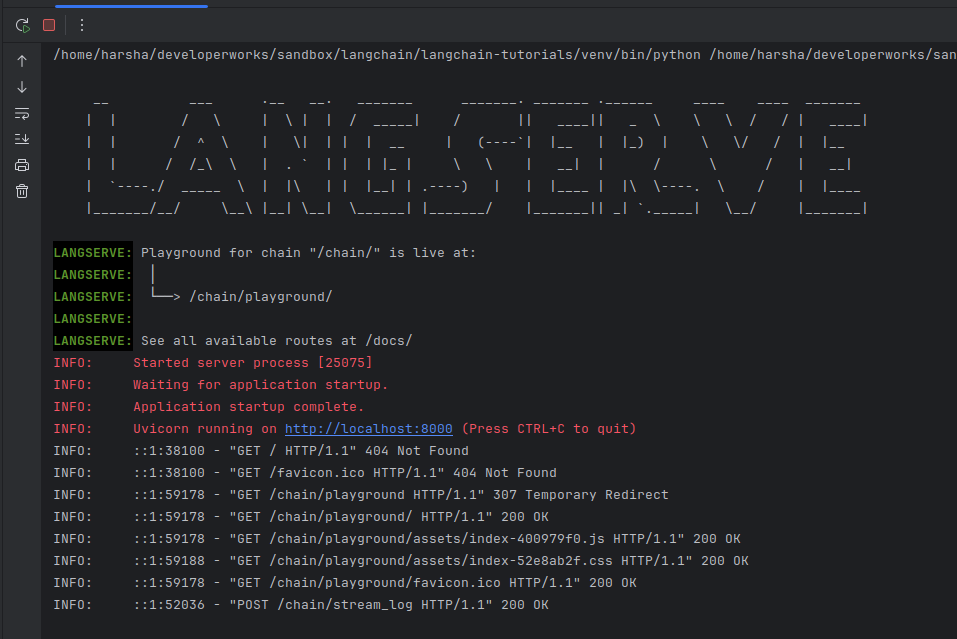 /home/harsha/developerworks/sandbox/langchain/langchain-tutorials/venv/bin/python /home/harsha/developerworks/san
LANGSERVE
LANGSERVE: Playground for chain "/chain/" is live at:
LANGSERVE:  │
LANGSERVE:  └──> /chain/playground/
LANGSERVE:
LANGSERVE: See all available routes at /docs/
INFO:     Started server process [25075]
INFO:     Waiting for application startup.
INFO:     Application startup complete.
INFO:     Uvicorn running on http://localhost:8000 (Press CTRL+C to quit)
INFO:     ::1:38100 - "GET / HTTP/1.1" 404 Not Found
INFO:     ::1:38100 - "GET /favicon.ico HTTP/1.1" 404 Not Found
INFO:     ::1:59178 - "GET /chain/playground HTTP/1.1" 307 Temporary Redirect
INFO:     ::1:59178 - "GET /chain/playground/ HTTP/1.1" 200 OK
INFO:     ::1:59178 - "GET /chain/playground/assets/index-400979f0.js HTTP/1.1" 200 OK
INFO:     ::1:59188 - "GET /chain/playground/assets/index-52e8ab2f.css HTTP/1.1" 200 OK
INFO:     ::1:59178 - "GET /chain/playground/favicon.ico HTTP/1.1" 200 OK
INFO:     ::1:52036 - "POST /chain/stream_log HTTP/1.1" 200 OK